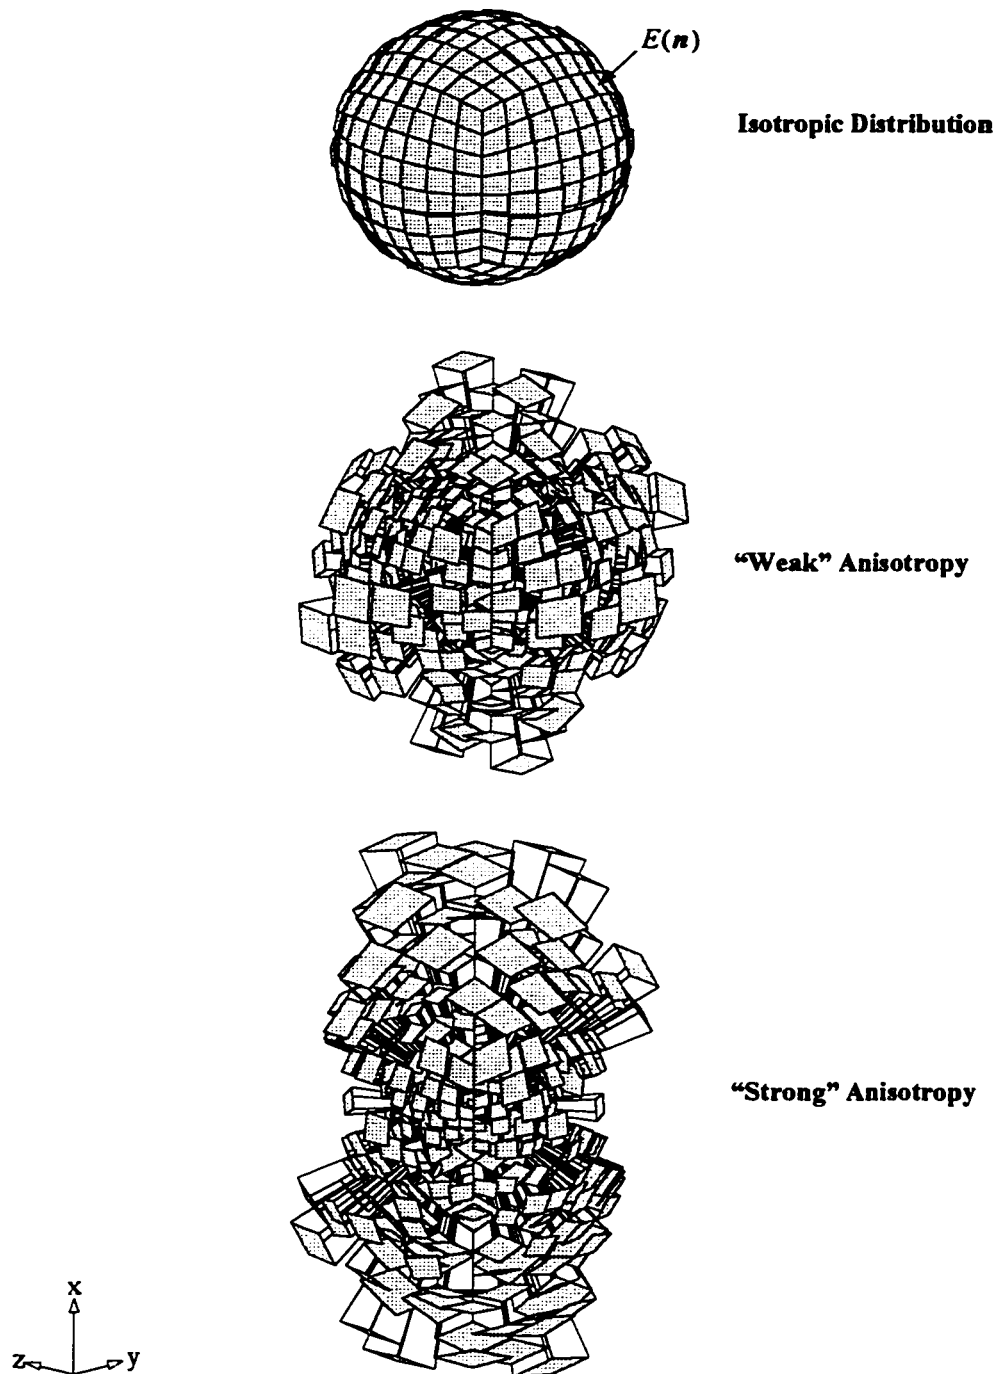 E(n)
Isotropic Distribution
“Weak” Anisotropy
“Strong” Anisotropy
x
z
y